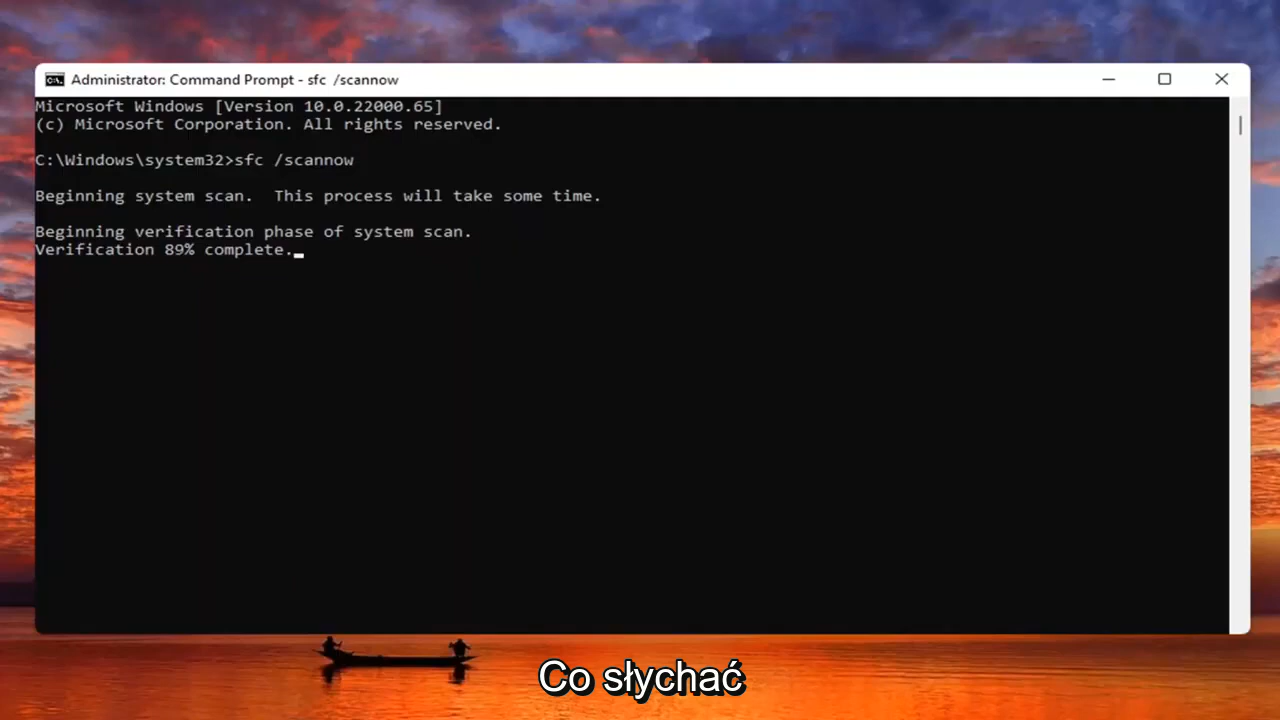 Administrator: Command Prompt - sfc  /scannow
Microsoft Windows [Version 10.0.22000.65]
(c) Microsoft Corporation. All rights reserved.
C:\Windows\system32>sfc /scannow
Beginning system scan.  This process will take some time.
Beginning verification phase of system scan.
Verification 89% complete.
Co słychać